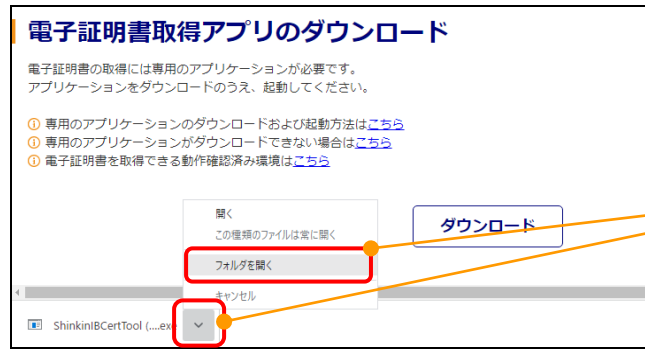 電子証明書取得アプリのダウンロード
電子証明書の取得には専用のアプリケーションが必要です。
アプリケーションをダウンロードのうえ、起動してください。
専用のアプリケーションのダウンロードおよび起動方法はこちら
専用のアプリケーションがダウンロードできない場合はこちら
電子証明書を取得できる動作確認済み環境はこちら
開く
この種類のファイルは常に開く
ダウンロード
フォルダを開く
キャンセル
ShinkinIBCertTool (....exe